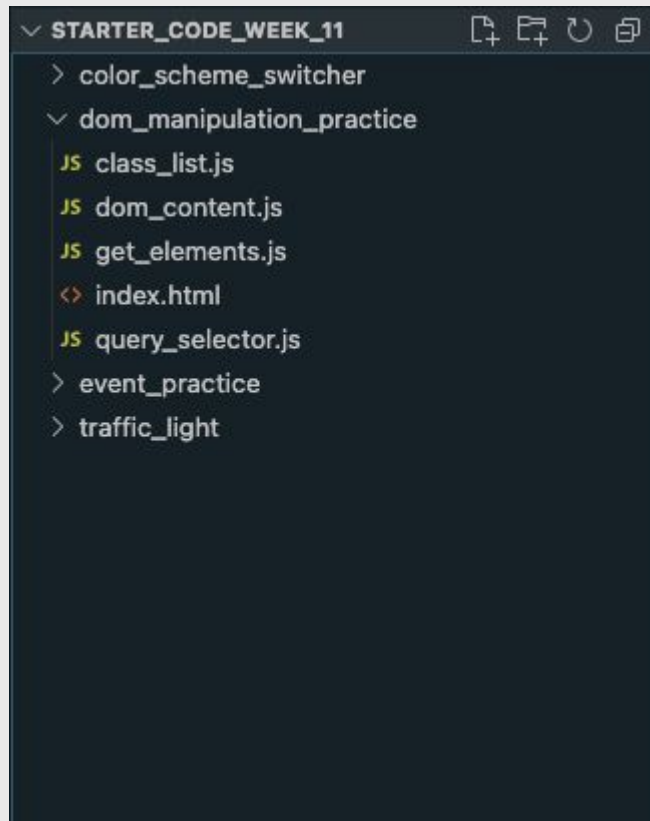 STARTER_CODE_WEEK_11
color_scheme_switcher
dom_manipulation_practice
JS class_list.js
JS dom_content.js
JS get_elements.js
<> index.html
JS query_selector.js
event_practice
traffic_light